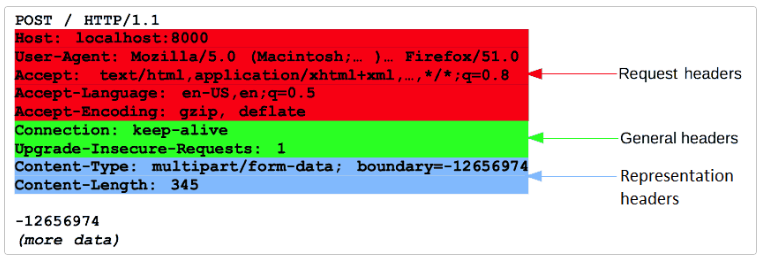 POST / HTTP/1.1
Host: localhost:8000
User-Agent: Mozilla/5.0 (Macintosh;… )… Firefox/51.0
Accept: text/html,application/xhtml+xml,…,*/*;q=0.8
Accept-Language: en-US,en;q=0.5
Accept-Encoding: gzip, deflate
Connection: keep-alive
Upgrade-Insecure-Requests: 1
Content-Type: multipart/form-data; boundary=-12656974
Content-Length: 345
-12656974
(more data)
Request headers
General headers
Representation
headers